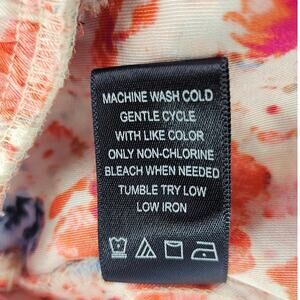 MACHINE WASH COLD
GENTLE CYCLE
WITH LIKE COLOR
ONLY NON-CHLORINE
BLEACH WHEN NEEDED
TUMBLE TRY LOW
LOW IRON